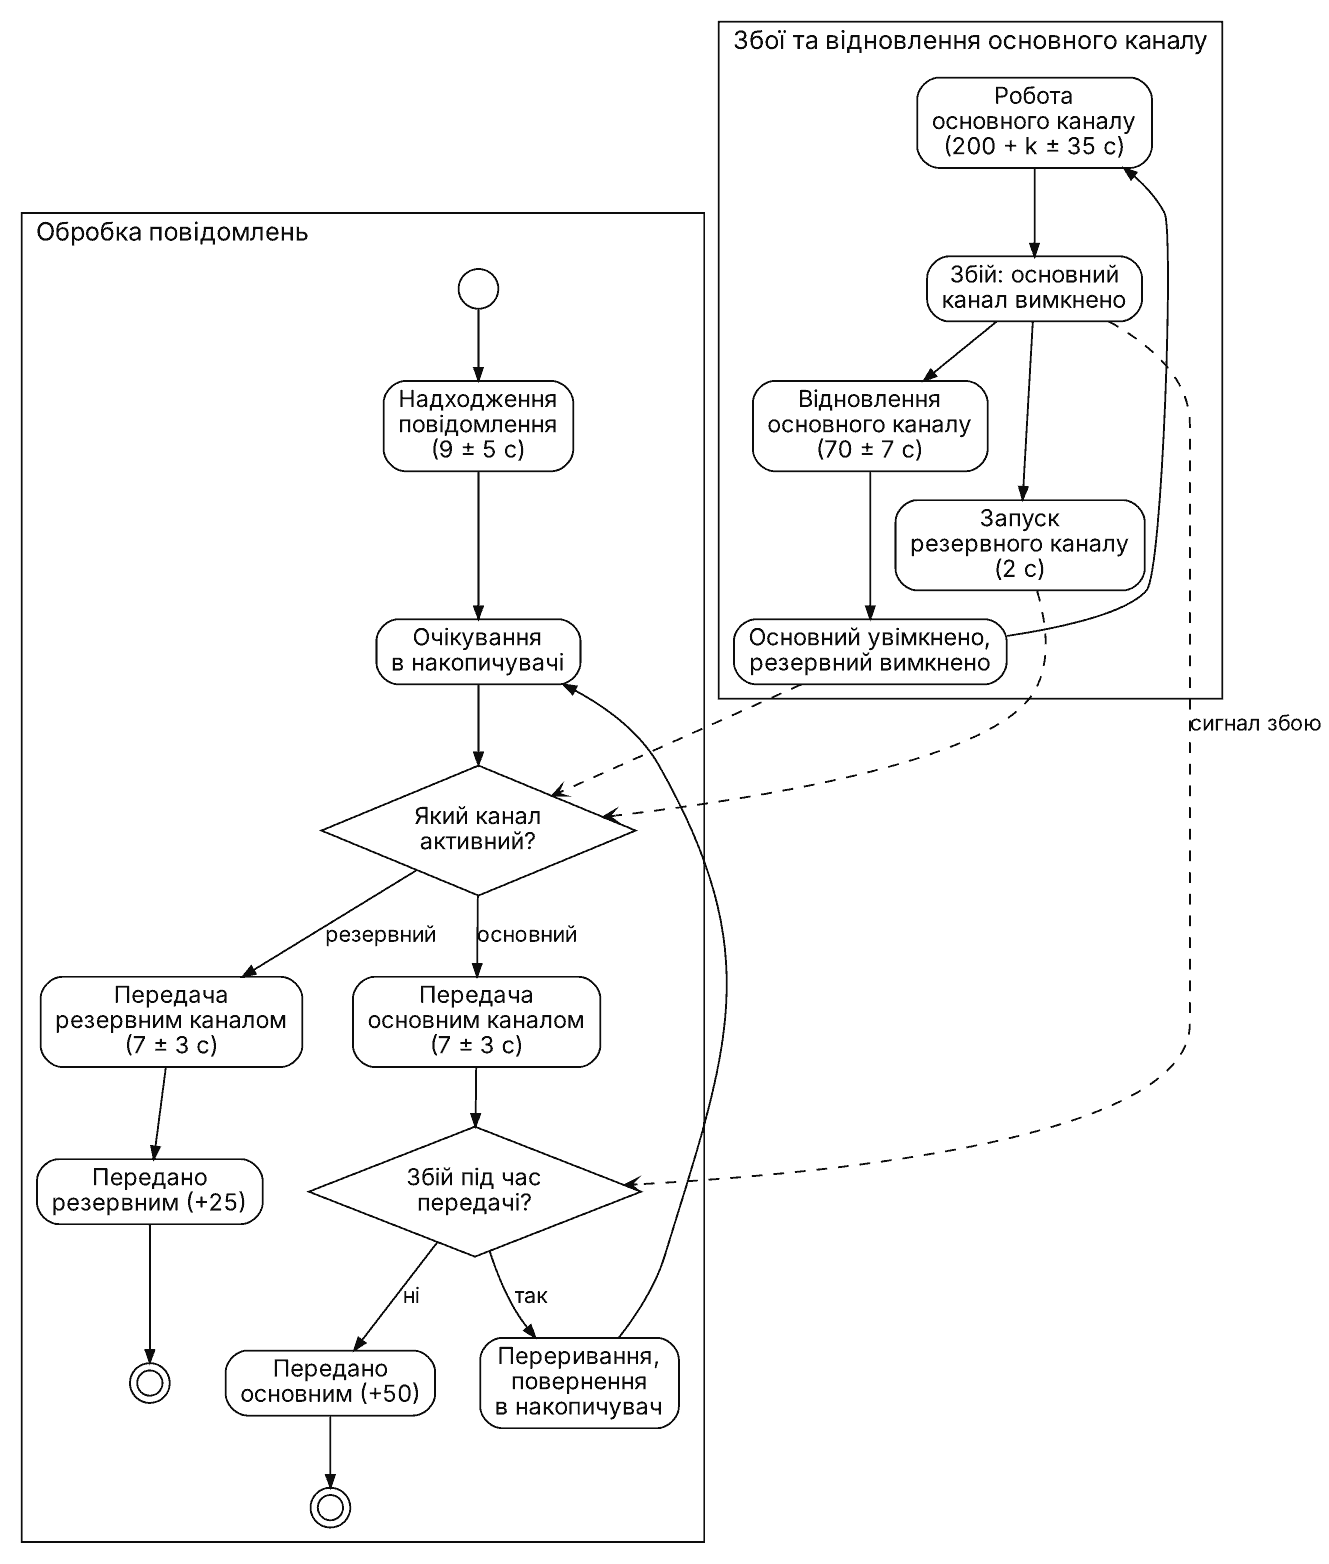 Збої та відновлення основного каналу
Робота
основного каналу
(200 + k ± 35 с)
Збій: основний
канал вимкнено
Відновлення
основного каналу
(70 ± 7 с)
Запуск
резервного каналу
(2 с)
Основний увімкнено,
резервний вимкнено
сигнал збою
Обробка повідомлень
Надходження
повідомлення
(9 ± 5 с)
Очікування
в накопичувачі
Який канал
активний?
резервний
основний
Передача
резервним каналом
(7 ± 3 с)
Передача
основним каналом
(7 ± 3 с)
Передано
резервним (+25)
Збій під час
передачі?
ні
так
Передано
основним (+50)
Переривання,
повернення
в накопичувач